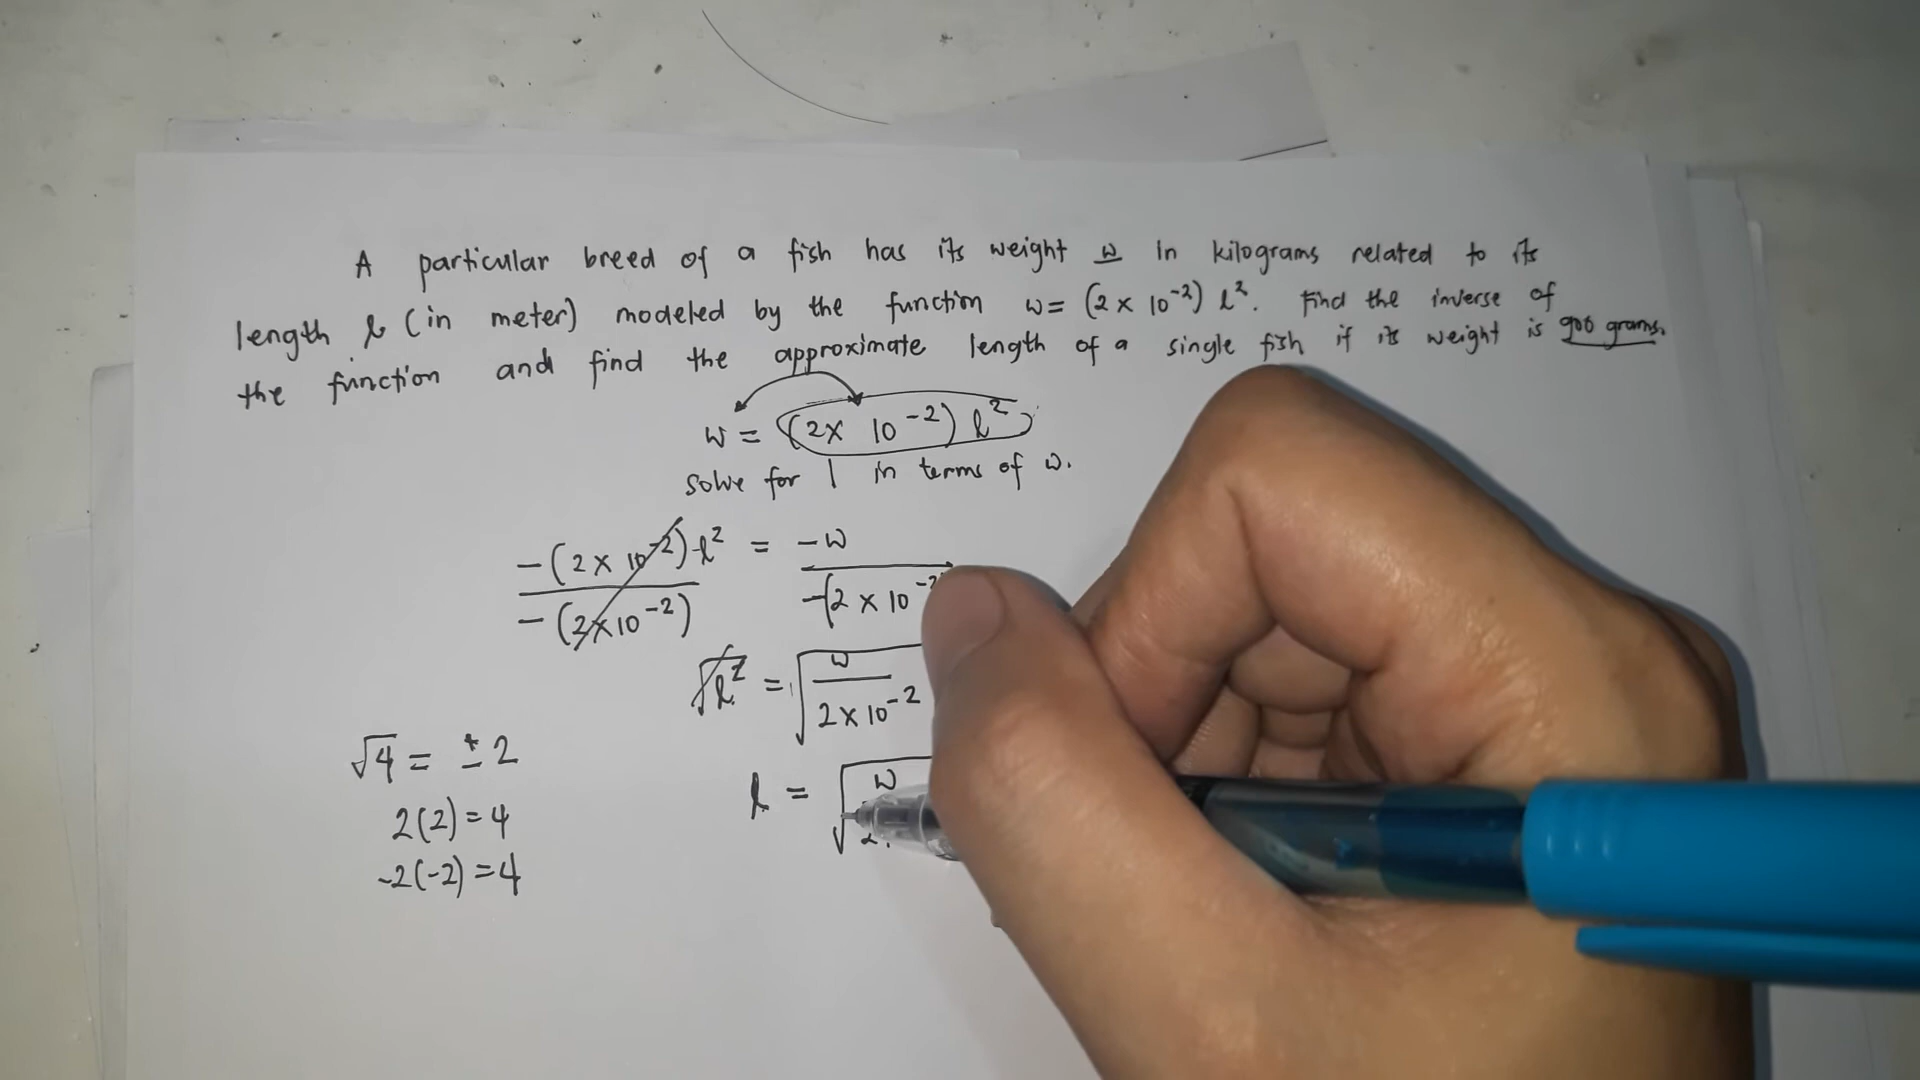 A particular breed of a fish has its weight w in kilograms related to its
length l (in meter) modeled by the function w = (2 x 10⁻²) l². Find the inverse of
the function and find the approximate length of a single fish if its weight is 900 grams.
w = (2x 10⁻²) l²
solve for l in terms of w.
-(2 x 10⁻²) l² = -w
-(2x10⁻²) -(2 x 10⁻²
√l² = √w
2x10⁻²
√4 = ±2
l = √w
2(2) = 4
2
-2(-2) = 4